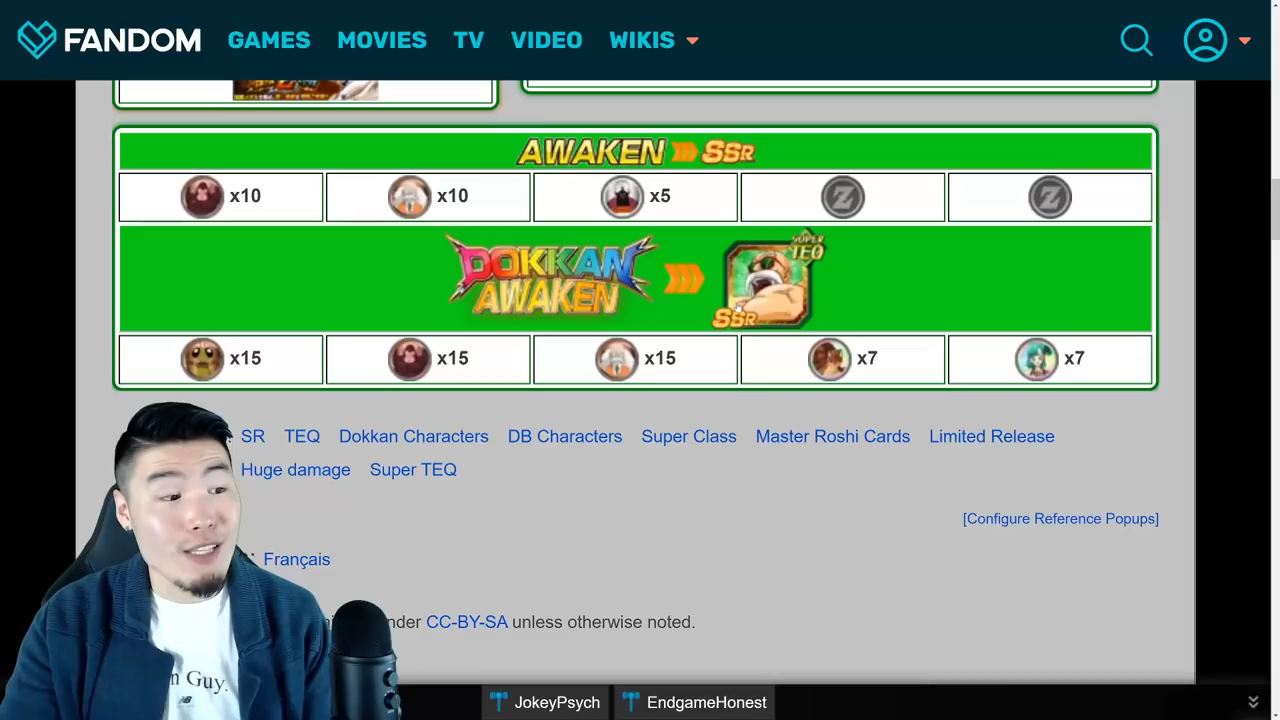 FANDOM GAMES MOVIES TV VIDEO WIKIS
AWAKEN SSR
x10 x10 x5 Z Z
DOKKAN
AWAKEN
SUPER
TEQ
SSR
x15 x15 x15 x7 x7
: SR TEQ Dokkan Characters DB Characters Super Class Master Roshi Cards Limited Release
Huge damage Super TEQ
[Configure Reference Popups]
: Français
nder CC-BY-SA unless otherwise noted.
n Guy.
JokeyPsych EndgameHonest